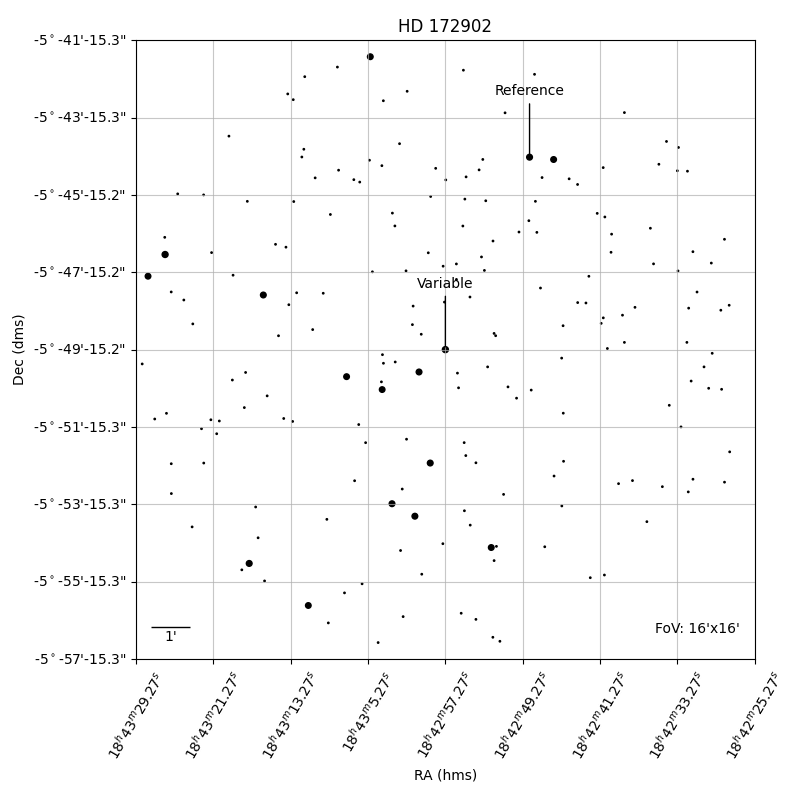 HD 172902
-5°-41'-15.3"
-5°-43'-15.3"
-5°-45'-15.2"
-5°-47'-15.2"
-5°-49'-15.2"
-5°-51'-15.3"
-5°-53'-15.3"
-5°-55'-15.3"
-5°-57'-15.3"
Dec (dms)
Reference
Variable
1'
FoV: 16'x16'
18ʰ43ᵐ29.27ˢ
18ʰ43ᵐ21.27ˢ
18ʰ43ᵐ13.27ˢ
18ʰ43ᵐ5.27ˢ
18ʰ42ᵐ57.27ˢ
18ʰ42ᵐ49.27ˢ
18ʰ42ᵐ41.27ˢ
18ʰ42ᵐ33.27ˢ
18ʰ42ᵐ25.27ˢ
RA (hms)